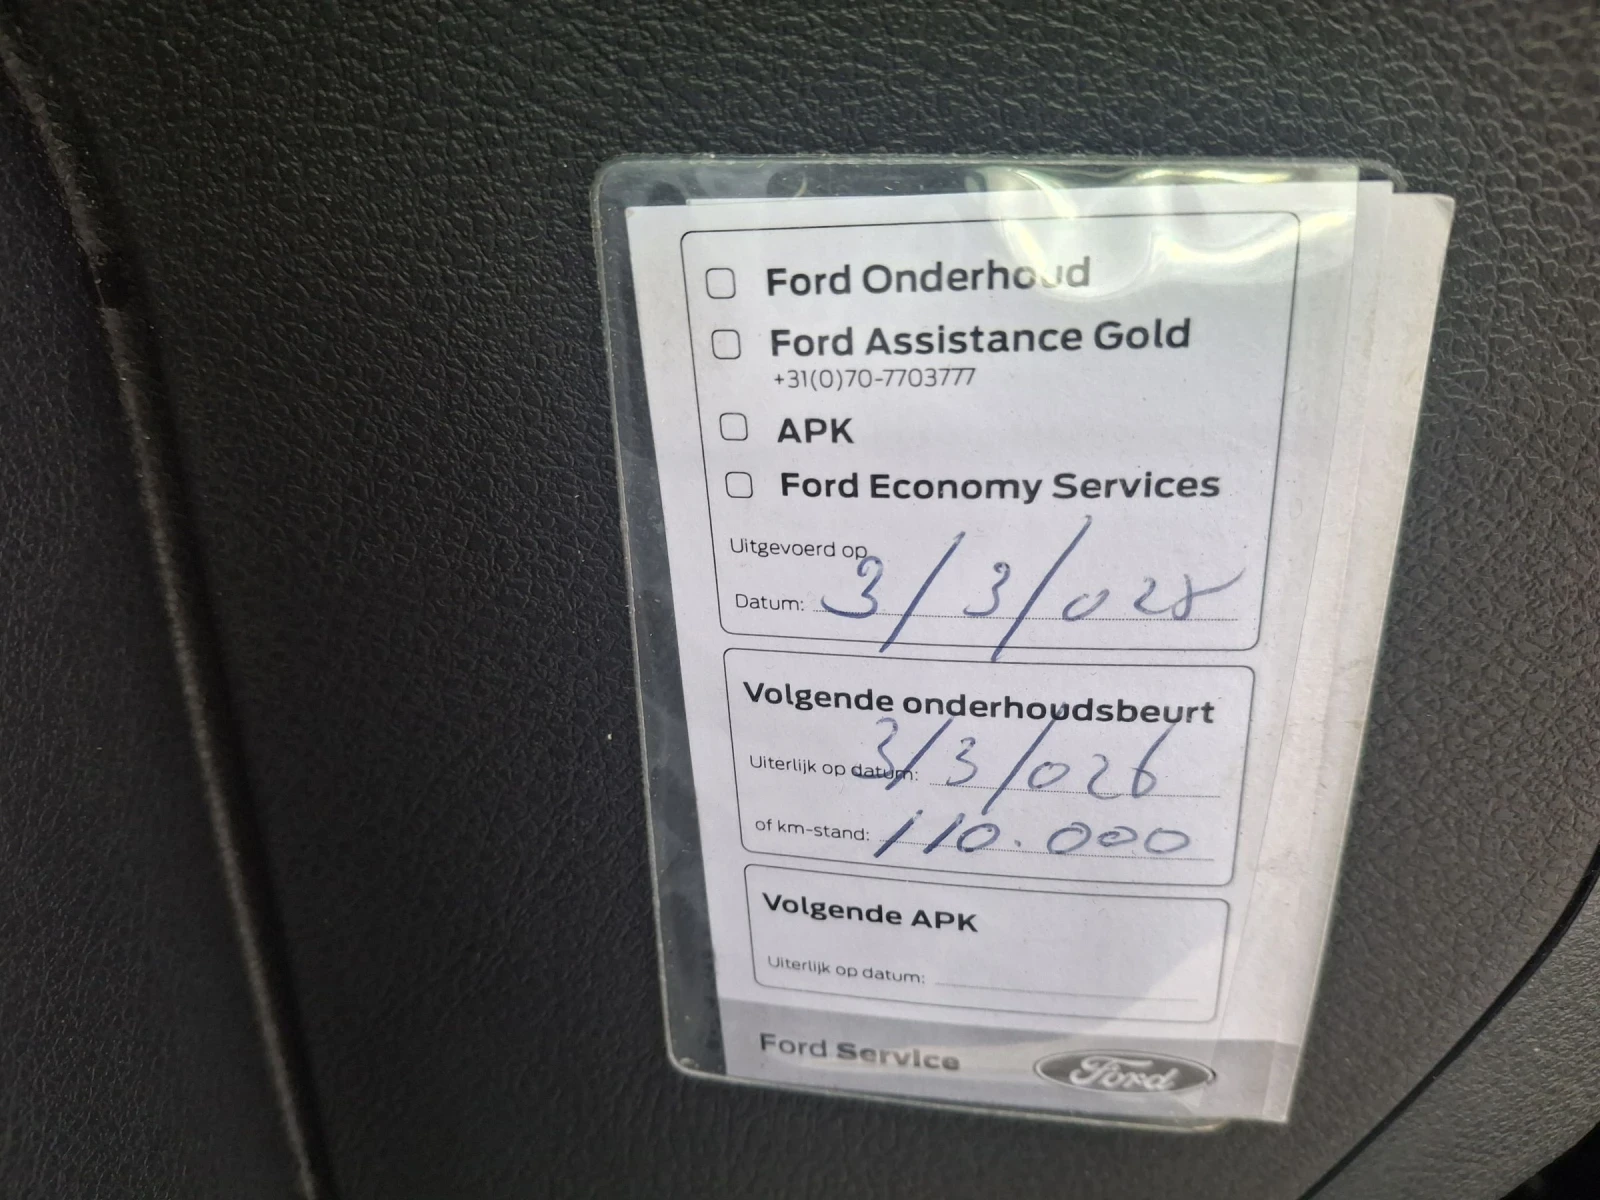 Ford Onderhoud
Ford Assistance Gold
+31(0)70-7703777
APK
Ford Economy Services
Uitgevoerd op
Datum: 3/3/025
Volgende onderhoudsbeurt
Uiterlijk op datum: 3/3/026
of km-stand: 110.000
Volgende APK
Uiterlijk op datum:
Ford Service
Ford